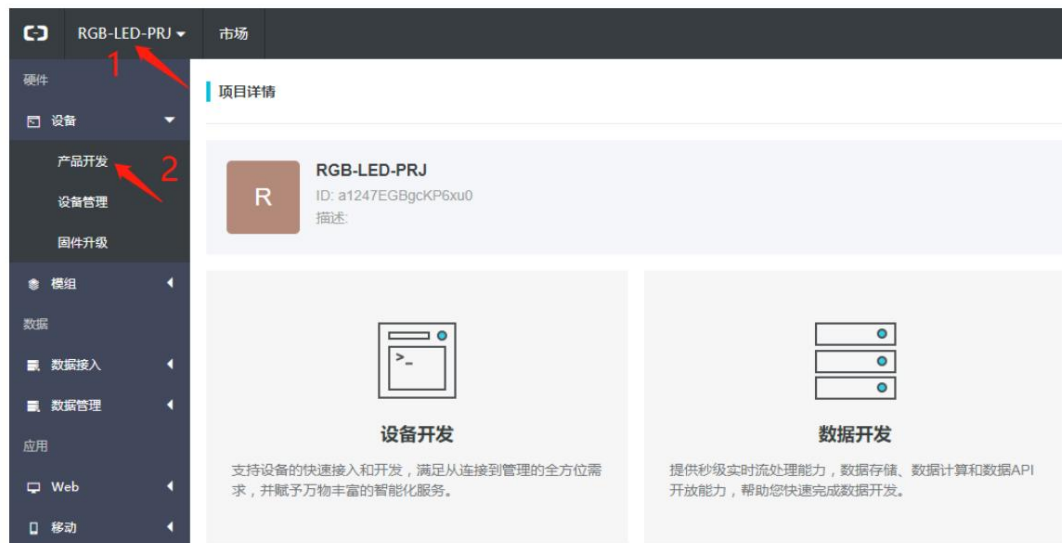 RGB-LED-PRJ
市场
1
硬件
设备
产品开发
2
设备管理
固件升级
模组
数据
数据接入
数据管理
应用
Web
移动
项目详情
R
RGB-LED-PRJ
ID: a1247EGBgcKP6xu0
描述:
>_
设备开发
支持设备的快速接入和开发，满足从连接到管理的全方位需
求，并赋予万物丰富的智能化服务。
数据开发
提供秒级实时流处理能力，数据存储、数据计算和数据API
开放能力，帮助您快速完成数据开发。